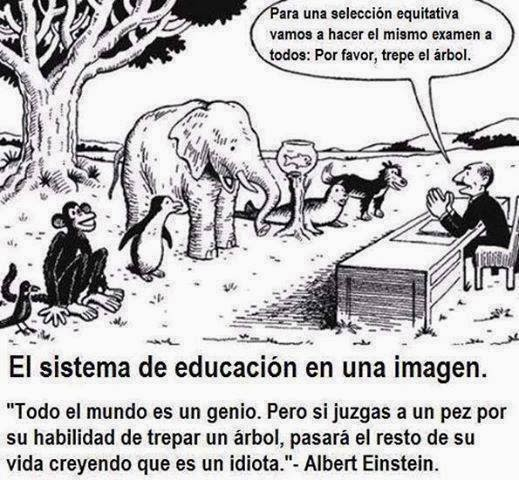 Para una selección equitativa
vamos a hacer el mismo examen a
todos: Por favor, trepe el árbol.
El sistema de educación en una imagen.
"Todo el mundo es un genio. Pero si juzgas a un pez por
su habilidad de trepar un árbol, pasará el resto de su
vida creyendo que es un idiota."- Albert Einstein.